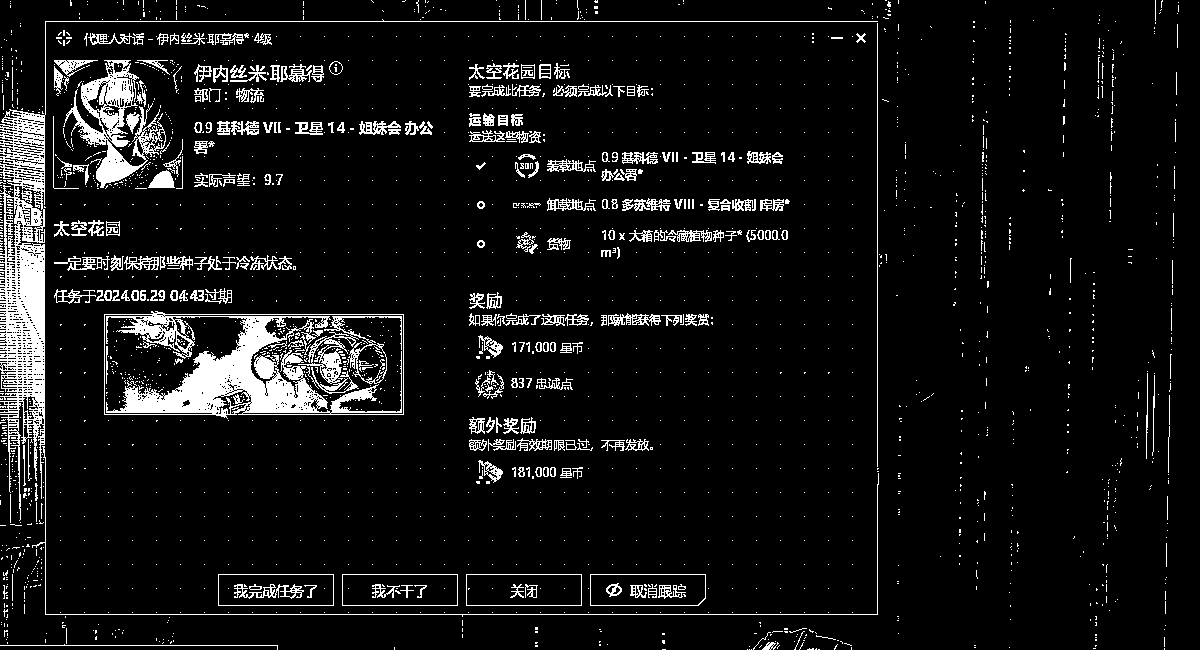 代理人对话 - 伊内丝米·耶慕得* 4级
伊内丝米·耶慕得
部门：物流
0.9 基科德 VII - 卫星 14 - 姐妹会 办公
署*
实际声望：9.7
太空花园
一定要时刻保持那些种子处于冷冻状态。
任务于2024.06.29 04:43过期
太空花园目标
要完成此任务，必须完成以下目标：
运输目标
运送这些物资：
装载地点 0.9 基科德 VII - 卫星 14 - 姐妹会
办公署*
卸载地点 0.8 多苏维特 VIII - 复合收割 库房*
货物 10 x 大箱的冷藏植物种子* (5000.0
m³)
奖励
如果你完成了这项任务，那就能获得下列奖赏：
171,000 星币
837 忠诚点
额外奖励
额外奖励有效期限已过，不再发放。
181,000 星币
我完成任务了
我不干了
关闭
取消跟踪